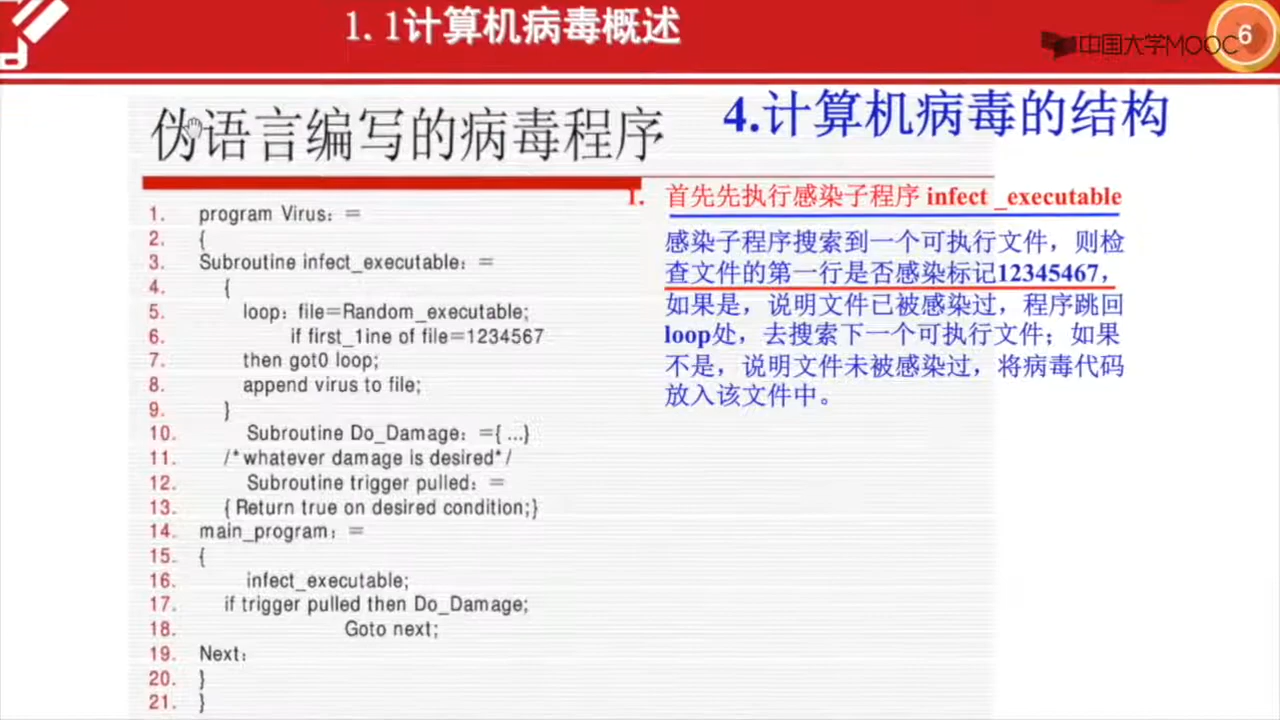 1.1计算机病毒概述
中国大学MOOC
6
伪语言编写的病毒程序
4.计算机病毒的结构
1. program Virus：＝
2. {
3. Subroutine infect_executable：＝
4. {
5. loop：file=Random_executable;
6. if first_1ine of file=1234567
7. then got0 loop;
8. append virus to file;
9. }
10. Subroutine Do_Damage：={ ...}
11. /*whatever damage is desired*/
12. Subroutine trigger pulled：＝
13. { Return true on desired condition;}
14. main_program：＝
15. {
16. infect_executable;
17. if trigger pulled then Do_Damage;
18. Goto next;
19. Next：
20. }
21. }
1. 首先先执行感染子程序 infect _executable
感染子程序搜索到一个可执行文件，则检
查文件的第一行是否感染标记12345467，
如果是，说明文件已被感染过，程序跳回
loop处，去搜索下一个可执行文件；如果
不是，说明文件未被感染过，将病毒代码
放入该文件中。